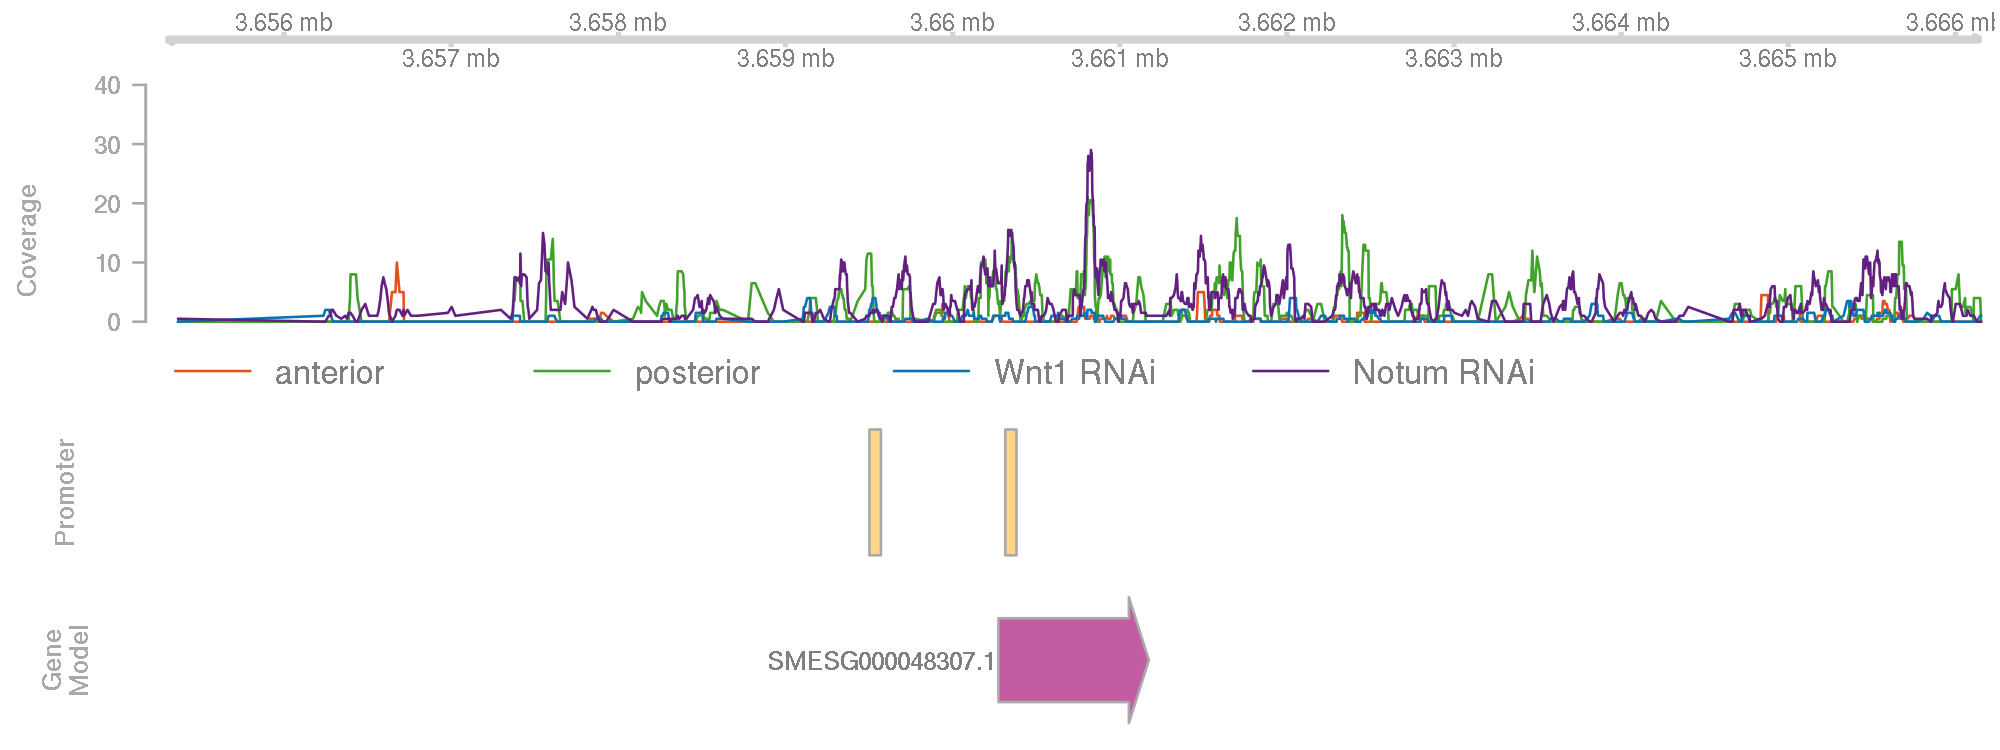 3.656 mb 3.658 mb 3.66 mb 3.662 mb 3.664 mb 3.666 mb
3.657 mb 3.659 mb 3.661 mb 3.663 mb 3.665 mb
40
30
20
10
0
Coverage
anterior posterior Wnt1 RNAi Notum RNAi
Promoter
SMESG000048307.1
Gene
Model